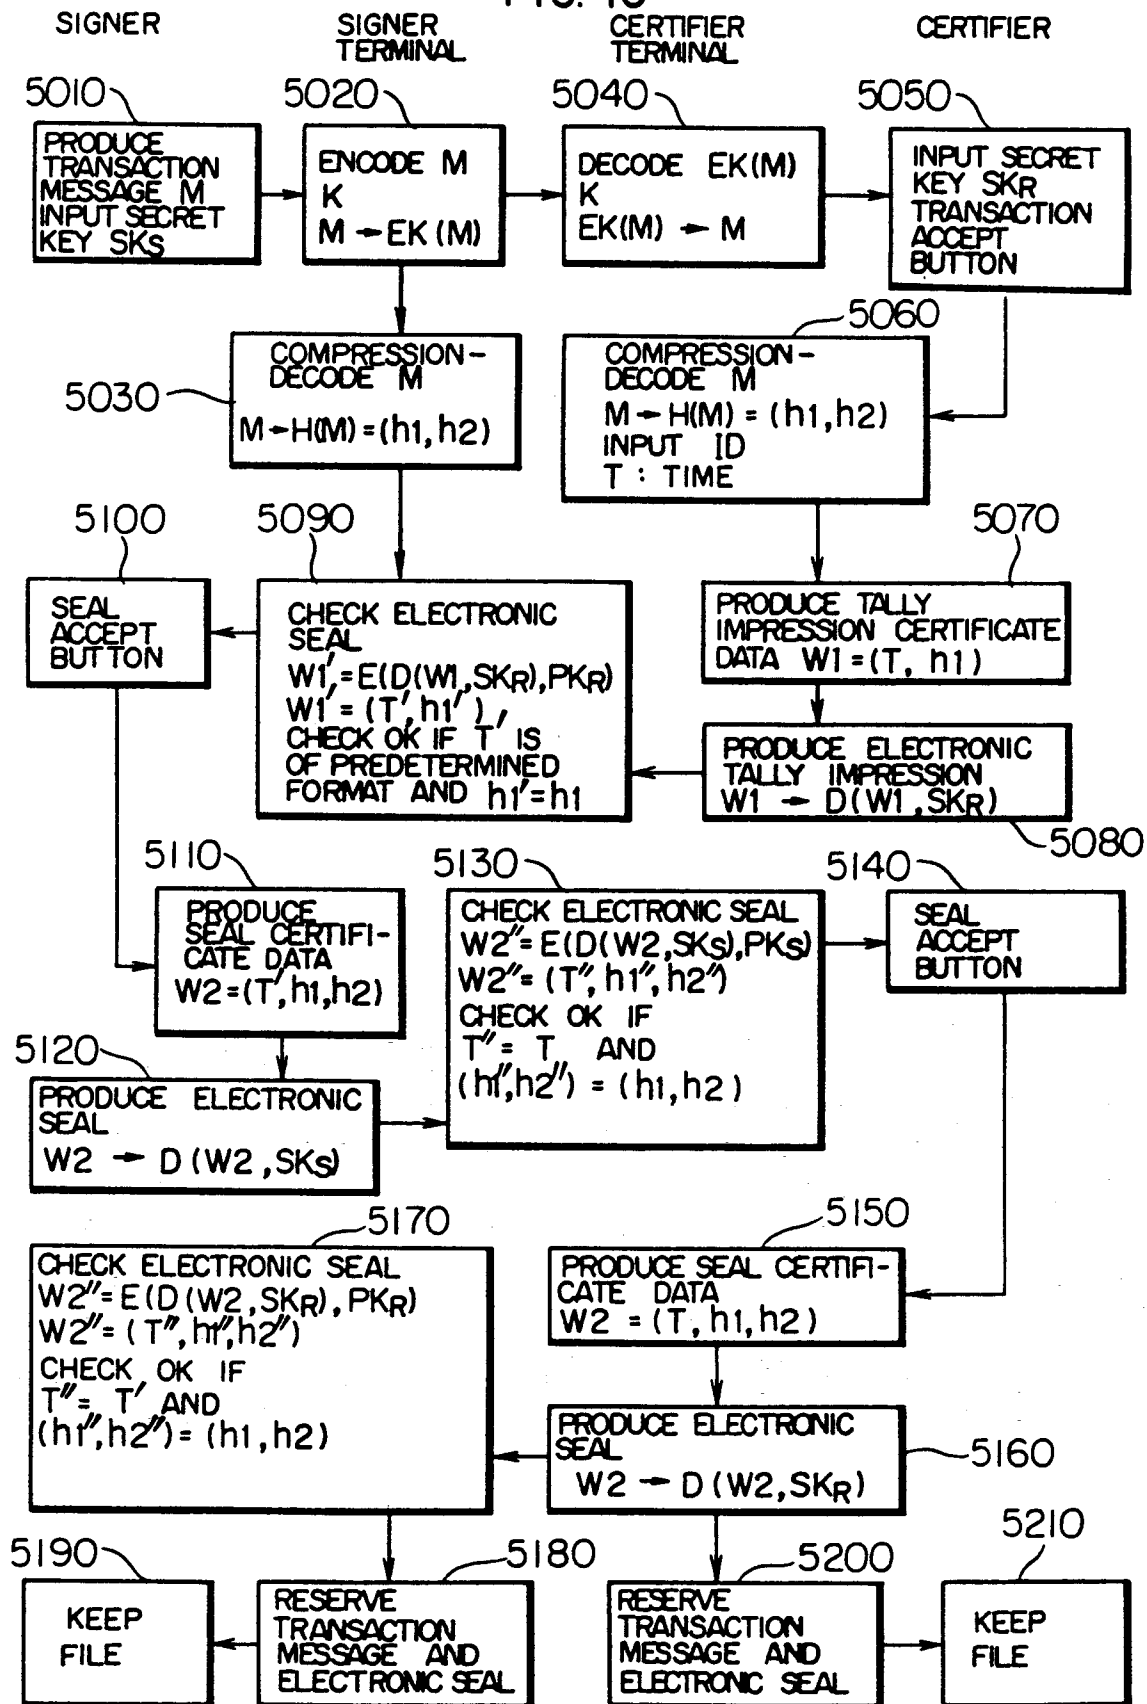 SIGNER
SIGNER
TERMINAL
CERTIFIER
TERMINAL
CERTIFIER
5010
PRODUCE
TRANSACTION
MESSAGE M
INPUT SECRET
KEY SKS
5020
ENCODE M
K
M → EK (M)
5040
DECODE EK(M)
K
EK(M) → M
5050
INPUT SECRET
KEY SKR
TRANSACTION
ACCEPT
BUTTON
5030
COMPRESSION-
DECODE M
M→H(M)=(h1,h2)
5060
COMPRESSION-
DECODE M
M→H(M) = (h1,h2)
INPUT ID
T : TIME
5100
SEAL
ACCEPT
BUTTON
5090
CHECK ELECTRONIC
SEAL
W1′=E(D(W1,SKR),PKR)
W1′=(T′,h1′),
CHECK OK IF T′ IS
OF PREDETERMINED
FORMAT AND h1′=h1
5070
PRODUCE TALLY
IMPRESSION CERTIFICATE
DATA W1=(T, h1)
PRODUCE ELECTRONIC
TALLY IMPRESSION
W1 → D(W1,SKR)
5080
5110
PRODUCE
SEAL CERTIFI-
CATE DATA
W2=(T′,h1,h2)
5130
CHECK ELECTRONIC SEAL
W2″=E(D(W2,SKS),PKS)
W2″=(T″,h1″,h2″)
CHECK OK IF
T″= T AND
(h1″,h2″) = (h1,h2)
5140
SEAL
ACCEPT
BUTTON
5120
PRODUCE ELECTRONIC
SEAL
W2 → D(W2,SKS)
5170
CHECK ELECTRONIC SEAL
W2″=E(D(W2,SKR),PKR)
W2″=(T″,h1″,h2″)
CHECK OK IF
T″= T′ AND
(h1″,h2″)=(h1,h2)
5150
PRODUCE SEAL CERTIFI-
CATE DATA
W2 = (T, h1,h2)
PRODUCE ELECTRONIC
SEAL
W2 → D(W2,SKR)
5160
5190
KEEP
FILE
5180
RESERVE
TRANSACTION
MESSAGE AND
ELECTRONIC SEAL
5200
RESERVE
TRANSACTION
MESSAGE AND
ELECTRONIC SEAL
5210
KEEP
FILE